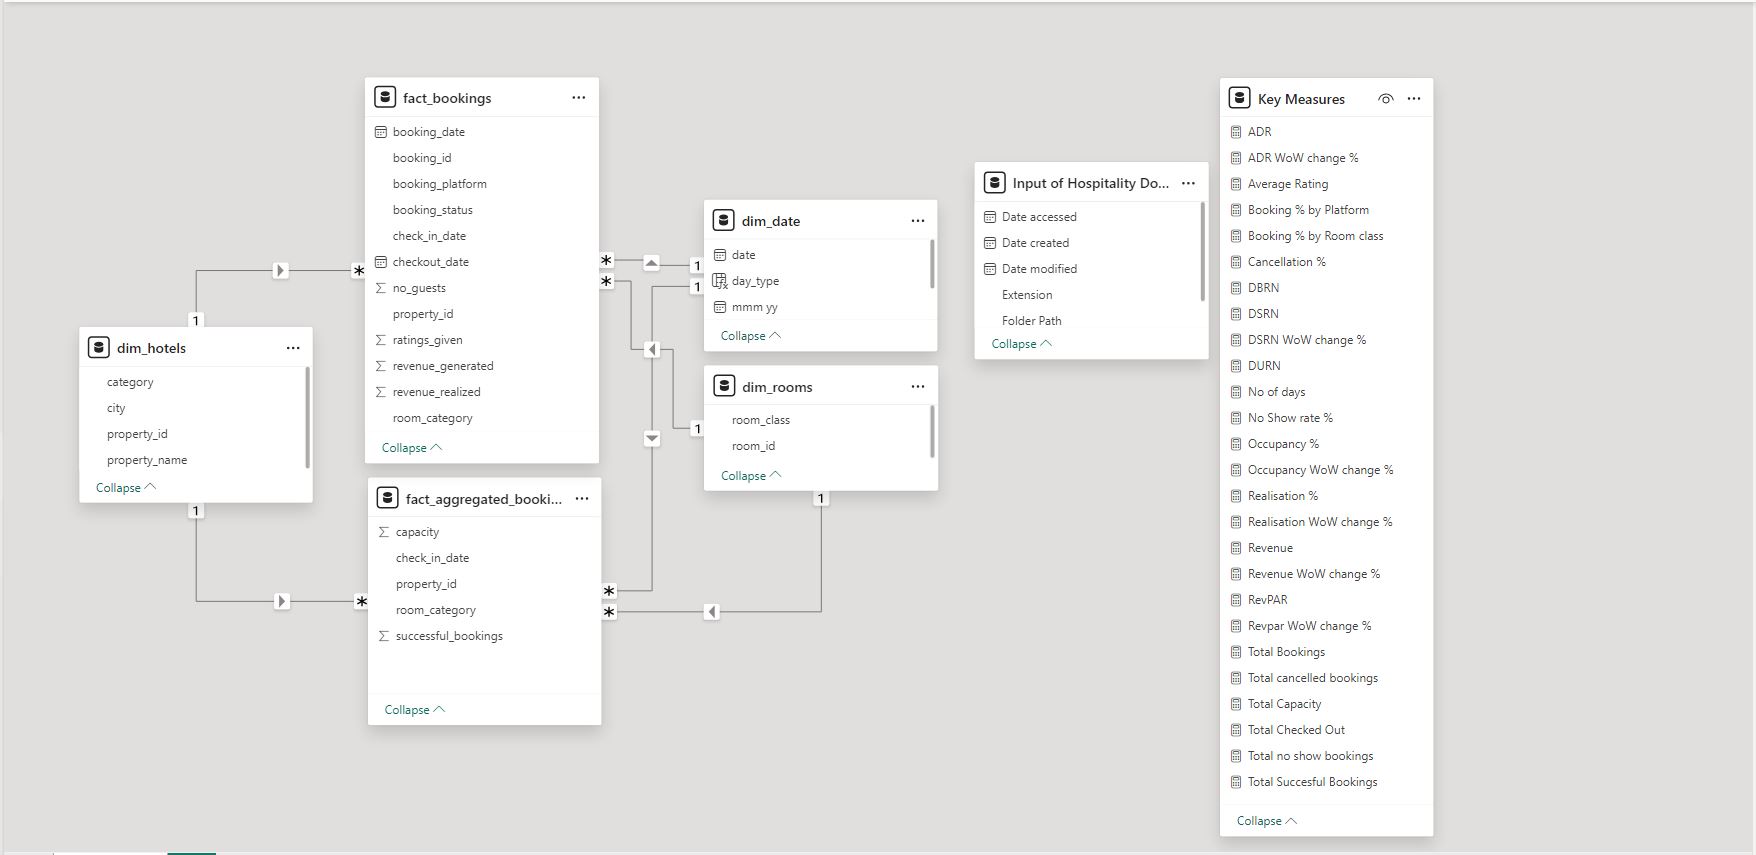 fact_bookings
booking_date
booking_id
booking_platform
booking_status
check_in_date
checkout_date
no_guests
property_id
ratings_given
revenue_generated
revenue_realized
room_category
Collapse
*
1
dim_hotels
category
city
property_id
property_name
Collapse
1
*
fact_aggregated_booki...
capacity
check_in_date
property_id
room_category
successful_bookings
Collapse
*
*
*
*
1
1
dim_date
date
day_type
mmm yy
Collapse
1
dim_rooms
room_class
room_id
Collapse
1
Input of Hospitality Do...
Date accessed
Date created
Date modified
Extension
Folder Path
Collapse
Key Measures
ADR
ADR WoW change %
Average Rating
Booking % by Platform
Booking % by Room class
Cancellation %
DBRN
DSRN
DSRN WoW change %
DURN
No of days
No Show rate %
Occupancy %
Occupancy WoW change %
Realisation %
Realisation WoW change %
Revenue
Revenue WoW change %
RevPAR
Revpar WoW change %
Total Bookings
Total cancelled bookings
Total Capacity
Total Checked Out
Total no show bookings
Total Succesful Bookings
Collapse